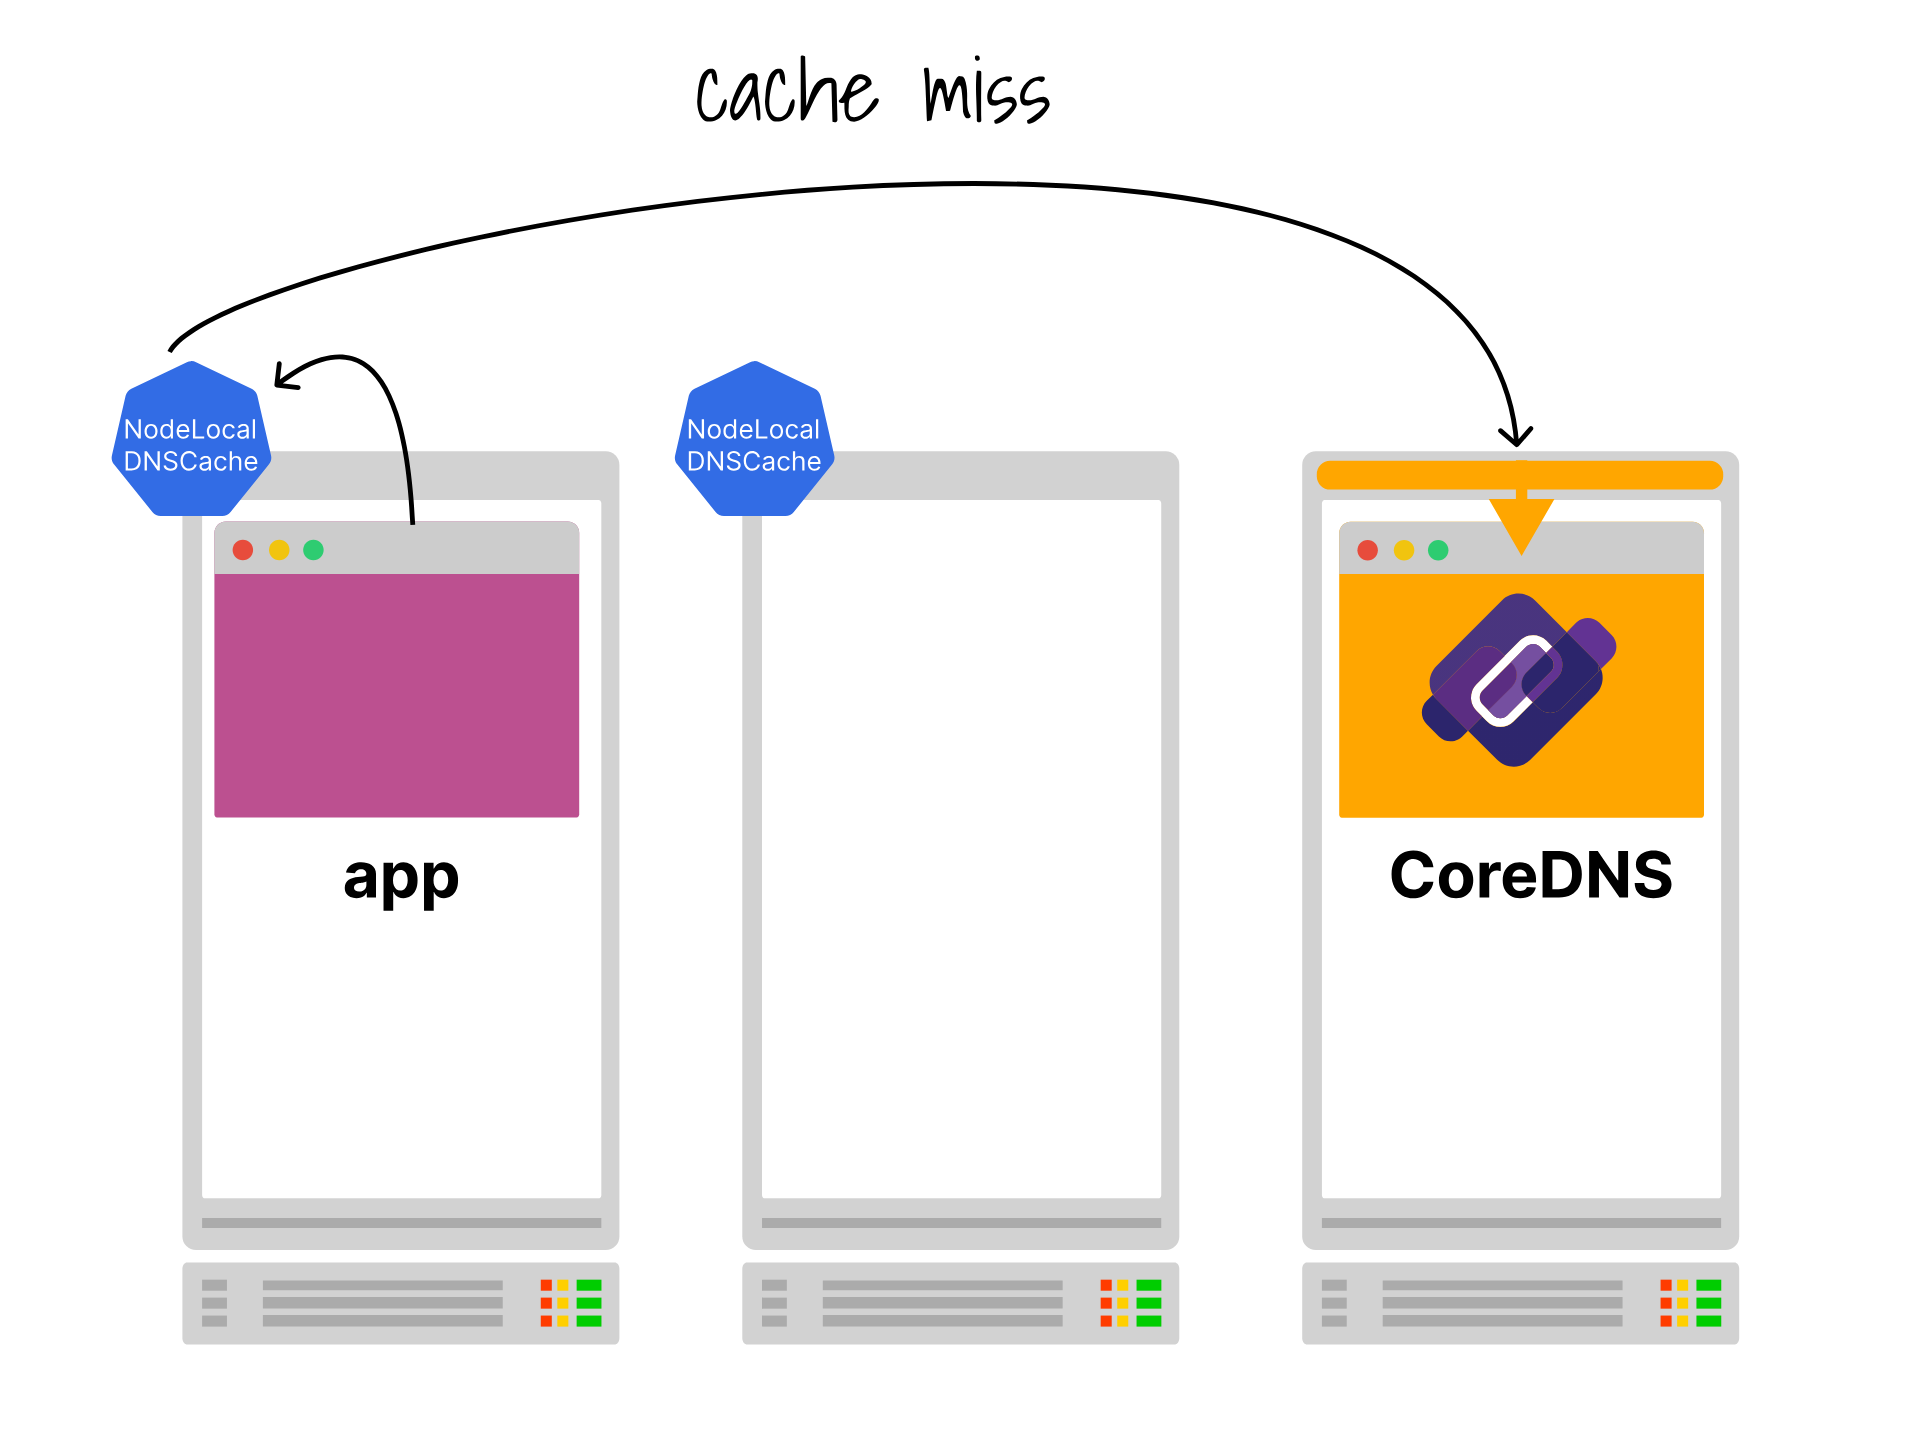 cache miss
NodeLocal
DNSCache
NodeLocal
DNSCache
app
CoreDNS